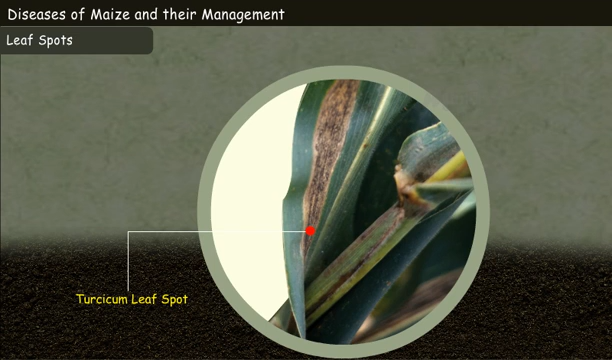 Diseases of Maize and their Management
Leaf Spots
Turcicum Leaf Spot